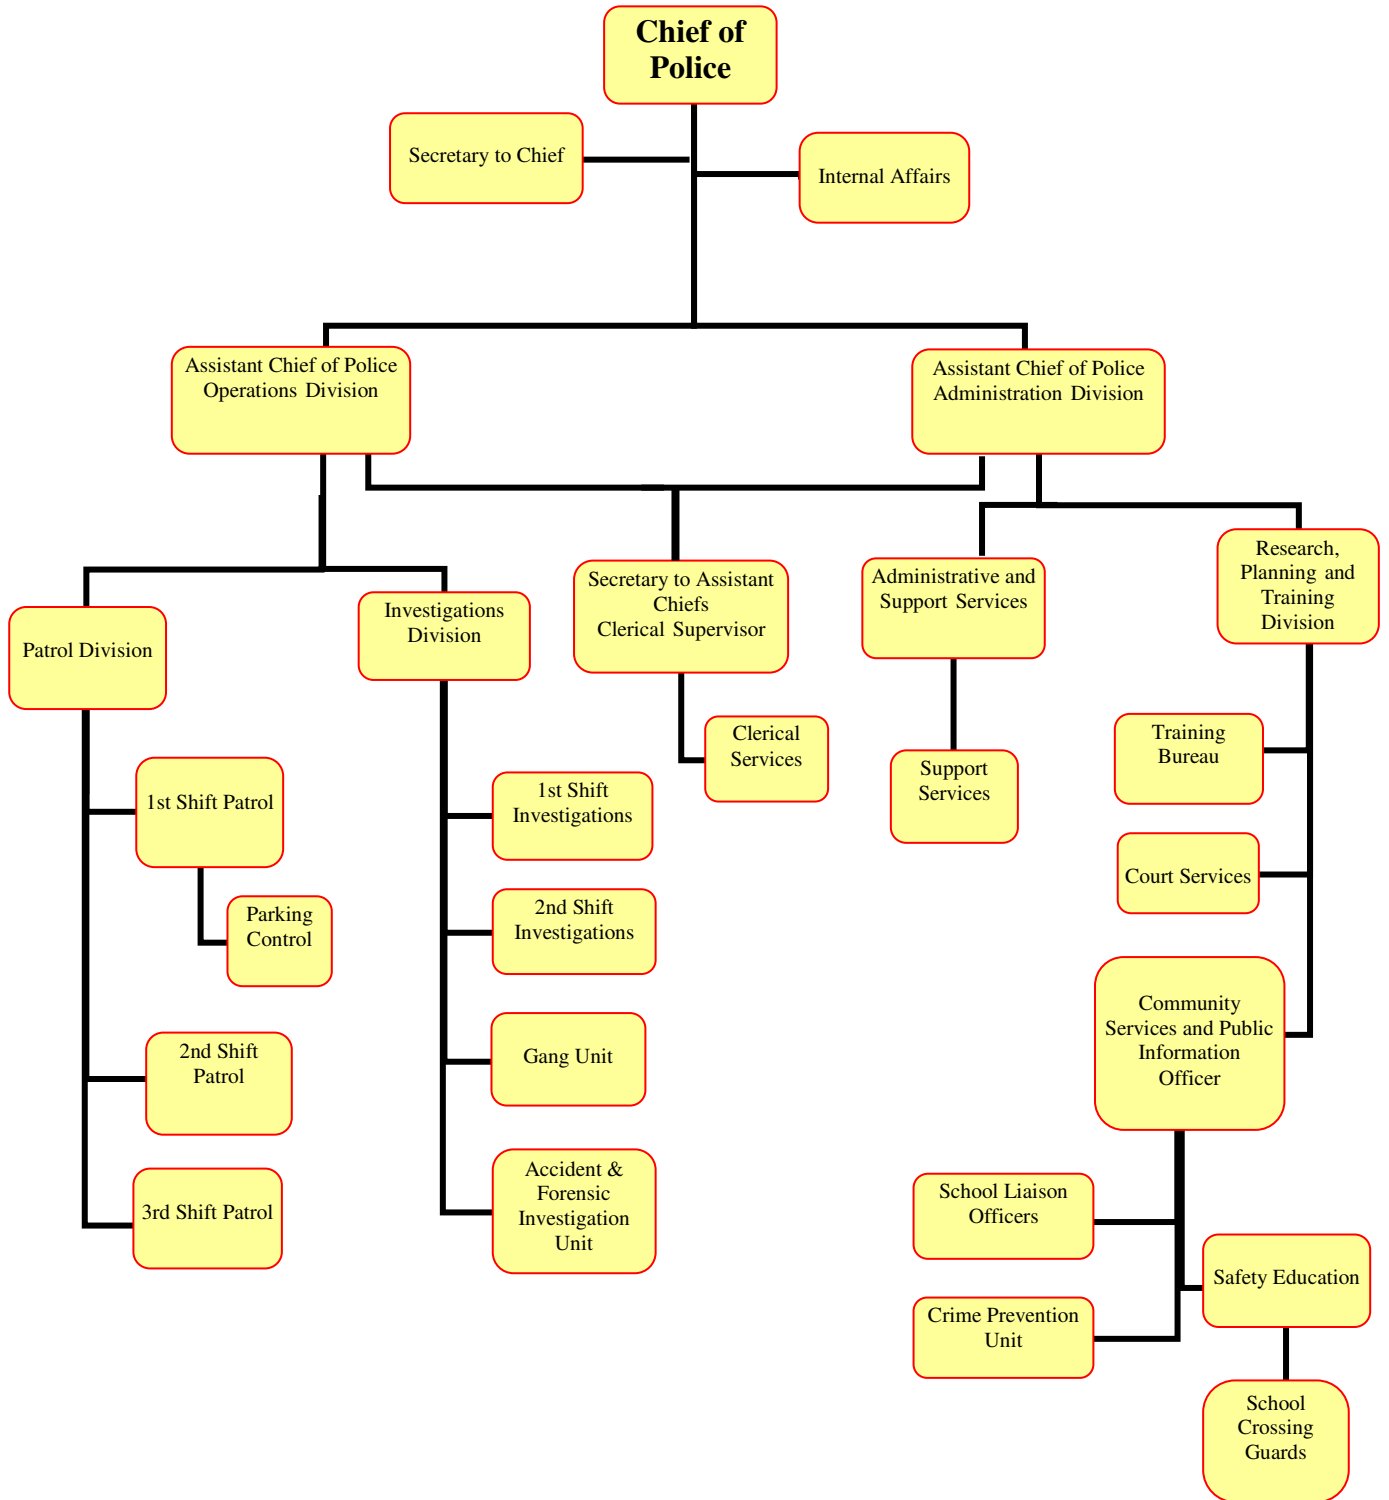 Chief of
Police
Secretary to Chief
Internal Affairs
Assistant Chief of Police
Operations Division
Assistant Chief of Police
Administration Division
Patrol Division
Investigations
Division
Secretary to Assistant
Chiefs
Clerical Supervisor
Administrative and
Support Services
Research,
Planning and
Training
Division
1st Shift Patrol
Parking
Control
2nd Shift
Patrol
3rd Shift Patrol
1st Shift
Investigations
2nd Shift
Investigations
Gang Unit
Accident &
Forensic
Investigation
Unit
Clerical
Services
Support
Services
Training
Bureau
Court Services
Community
Services and Public
Information
Officer
School Liaison
Officers
Crime Prevention
Unit
Safety Education
School
Crossing
Guards